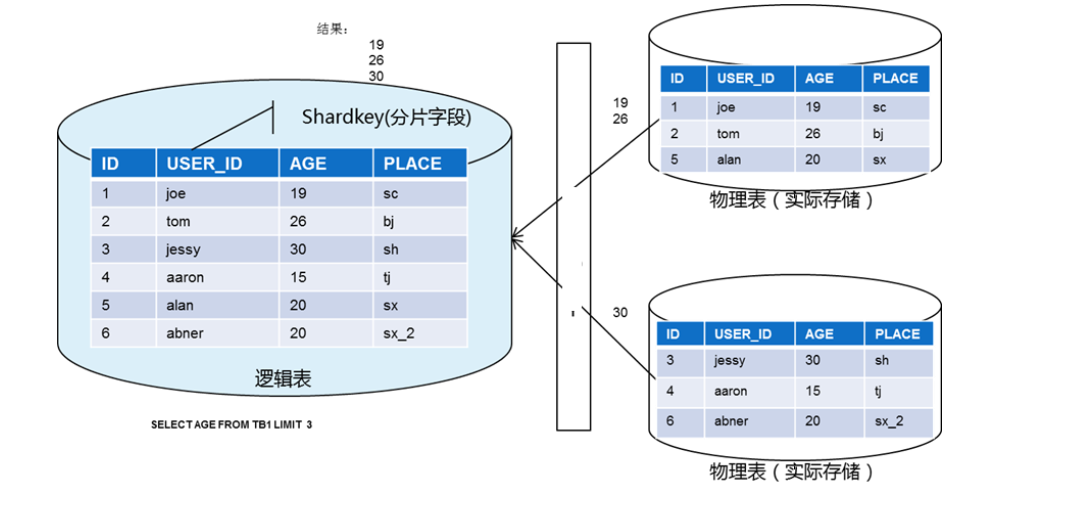 结果：
19
26
30
Shardkey(分片字段)
ID USER_ID AGE PLACE
1 joe 19 sc
2 tom 26 bj
3 jessy 30 sh
4 aaron 15 tj
5 alan 20 sx
6 abner 20 sx_2
逻辑表
SELECT AGE FROM TB1 LIMIT 3
19
26
ID USER_ID AGE PLACE
1 joe 19 sc
2 tom 26 bj
5 alan 20 sx
物理表（实际存储）
30
ID USER_ID AGE PLACE
3 jessy 30 sh
4 aaron 15 tj
6 abner 20 sx_2
物理表（实际存储）